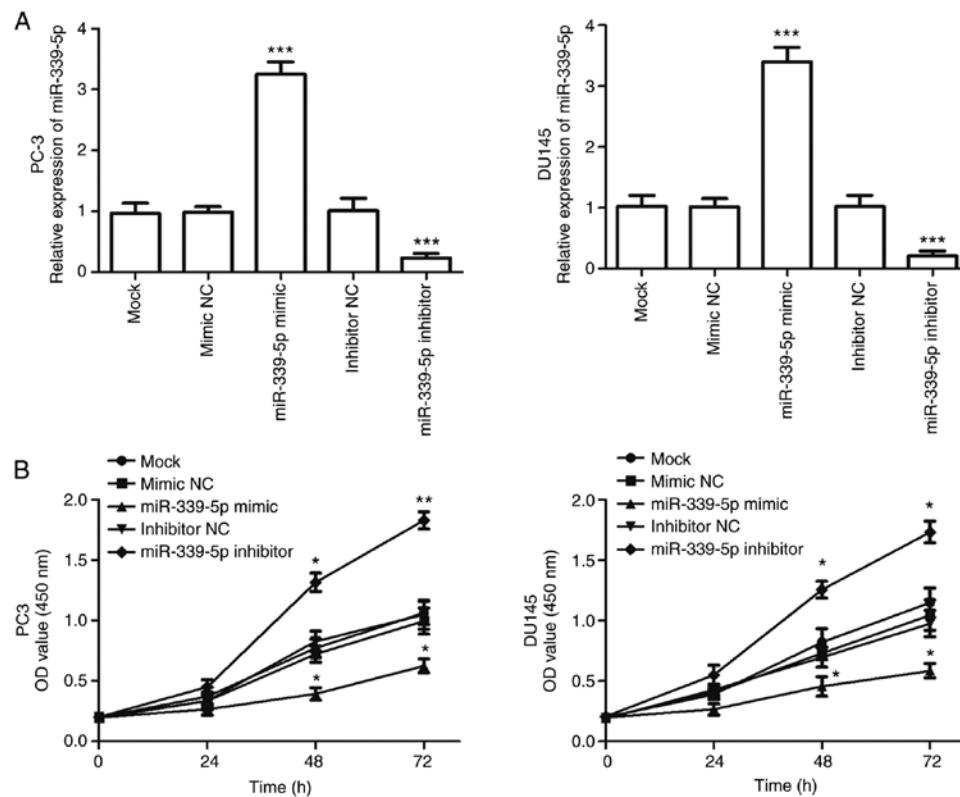 A
PC-3
Relative expression of miR-339-5p
4
3
2
1
0
***
***
Mock
Mimic NC
miR-339-5p mimic
Inhibitor NC
miR-339-5p inhibitor
DU145
Relative expression of miR-339-5p
4
3
2
1
0
***
***
Mock
Mimic NC
miR-339-5p mimic
Inhibitor NC
miR-339-5p inhibitor
B
Mock
Mimic NC
miR-339-5p mimic
Inhibitor NC
miR-339-5p inhibitor
PC3
OD value (450 nm)
2.0
1.5
1.0
0.5
0.0
*
**
*
*
0
24
48
72
Time (h)
Mock
Mimic NC
miR-339-5p mimic
Inhibitor NC
miR-339-5p inhibitor
DU145
OD value (450 nm)
2.0
1.5
1.0
0.5
0.0
*
*
*
*
0
24
48
72
Time (h)